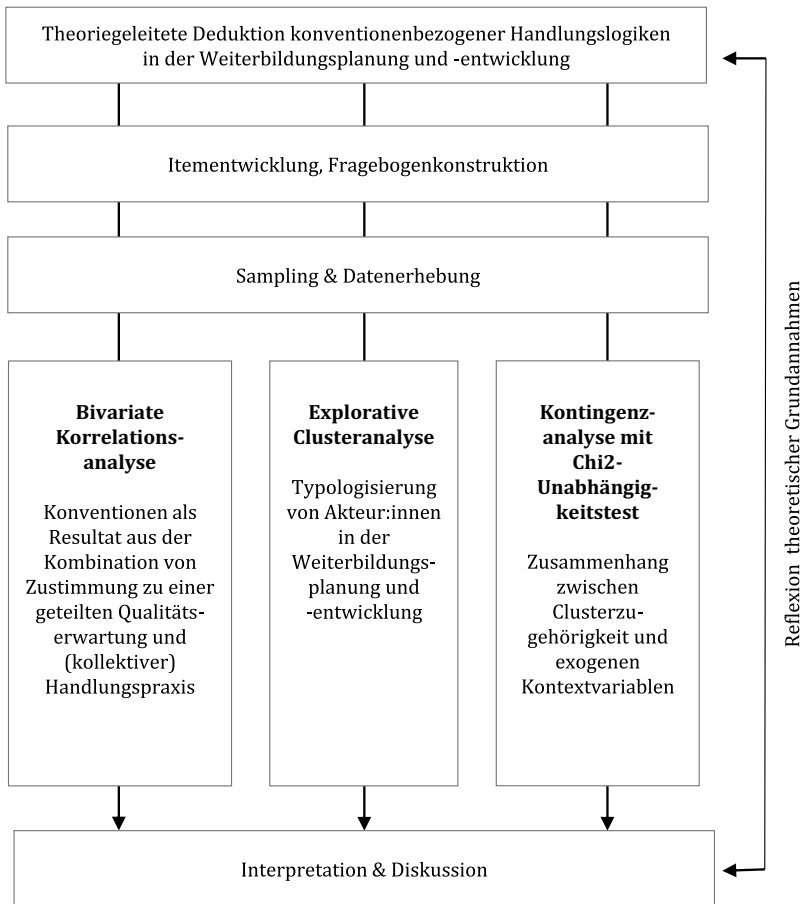 Theoriegeleitete Deduktion konventionenbezogener Handlungslogiken
in der Weiterbildungsplanung und -entwicklung
Itementwicklung, Fragebogenkonstruktion
Sampling & Datenerhebung
Bivariate
Korrelations-
analyse
Konventionen als
Resultat aus der
Kombination von
Zustimmung zu einer
geteilten Qualitäts-
erwartung und
(kollektiver)
Handlungspraxis
Explorative
Clusteranalyse
Typologisierung
von Akteur:innen
in der
Weiterbildungs-
planung und
-entwicklung
Kontingenz-
analyse mit
Chi2-
Unabhängig-
keitstest
Zusammenhang
zwischen
Clusterzu-
gehörigkeit und
exogenen
Kontextvariablen
Interpretation & Diskussion
Reflexion theoretischer Grundannahmen